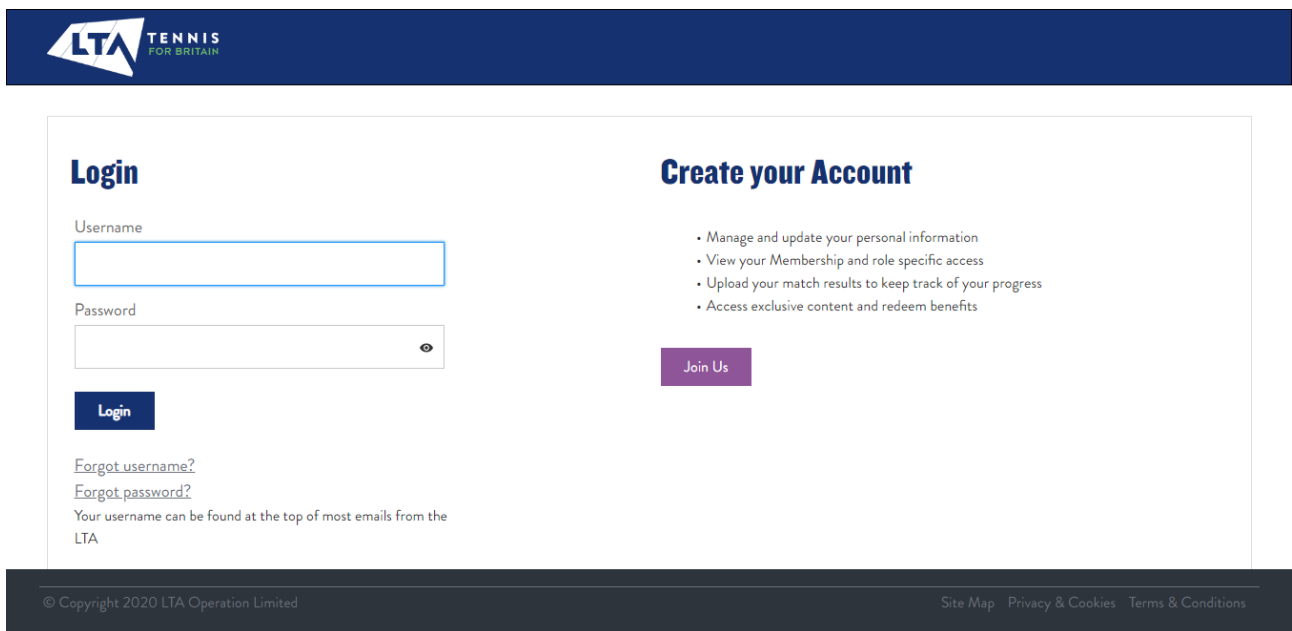 LTA TENNIS
FOR BRITAIN
Login
Username
Password
Login
Forgot username?
Forgot password?
Your username can be found at the top of most emails from the
LTA
Create your Account
• Manage and update your personal information
• View your Membership and role specific access
• Upload your match results to keep track of your progress
• Access exclusive content and redeem benefits
Join Us
© Copyright 2020 LTA Operation Limited
Site Map Privacy & Cookies Terms & Conditions